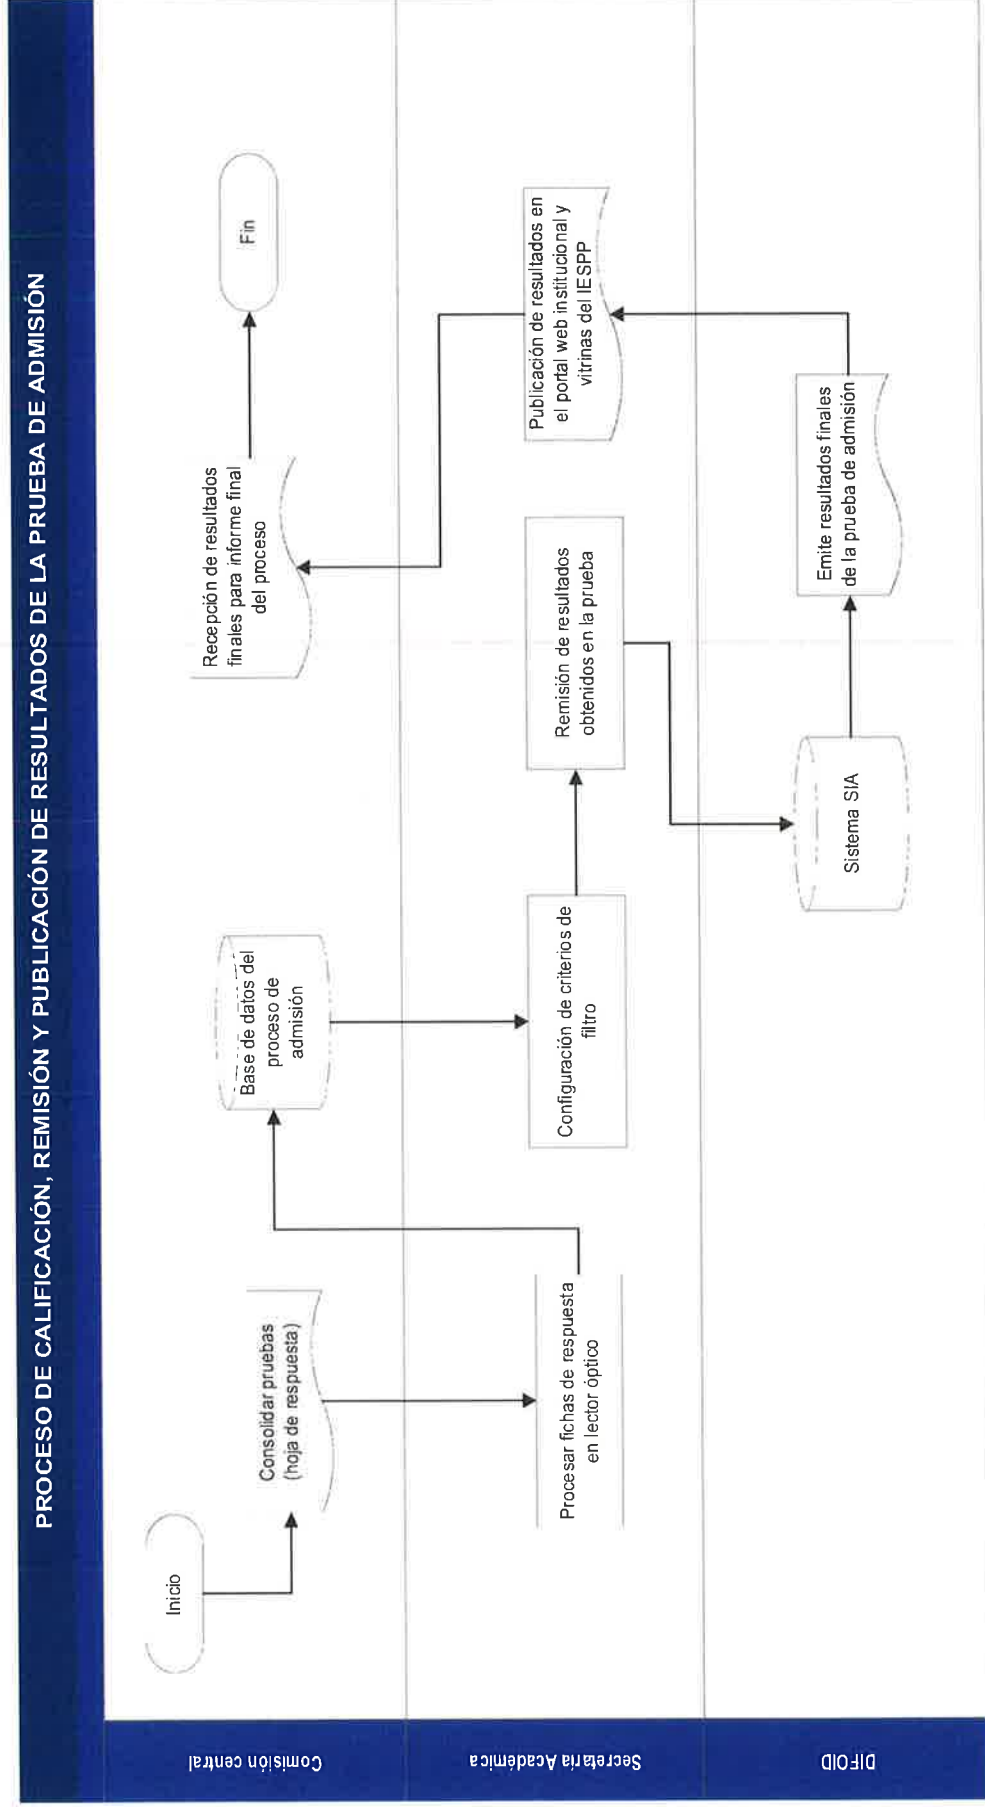 PROCESO DE CALIFICACIÓN, REMISIÓN Y PUBLICACIÓN DE RESULTADOS DE LA PRUEBA DE ADMISIÓN
Comisión central
Inicio
Consolidar pruebas
(hoja de respuesta)
Base de datos del
proceso de
admisión
Recepción de resultados
finales para informe final
del proceso
Fin
Secretaría Académica
Procesar fichas de respuesta
en lector óptico
Configuración de criterios de
filtro
Remisión de resultados
obtenidos en la prueba
Publicación de resultados en
el portal web institucional y
vitrinas del IESPP
DIFOID
Sistema SIA
Emite resultados finales
de la prueba de admisión